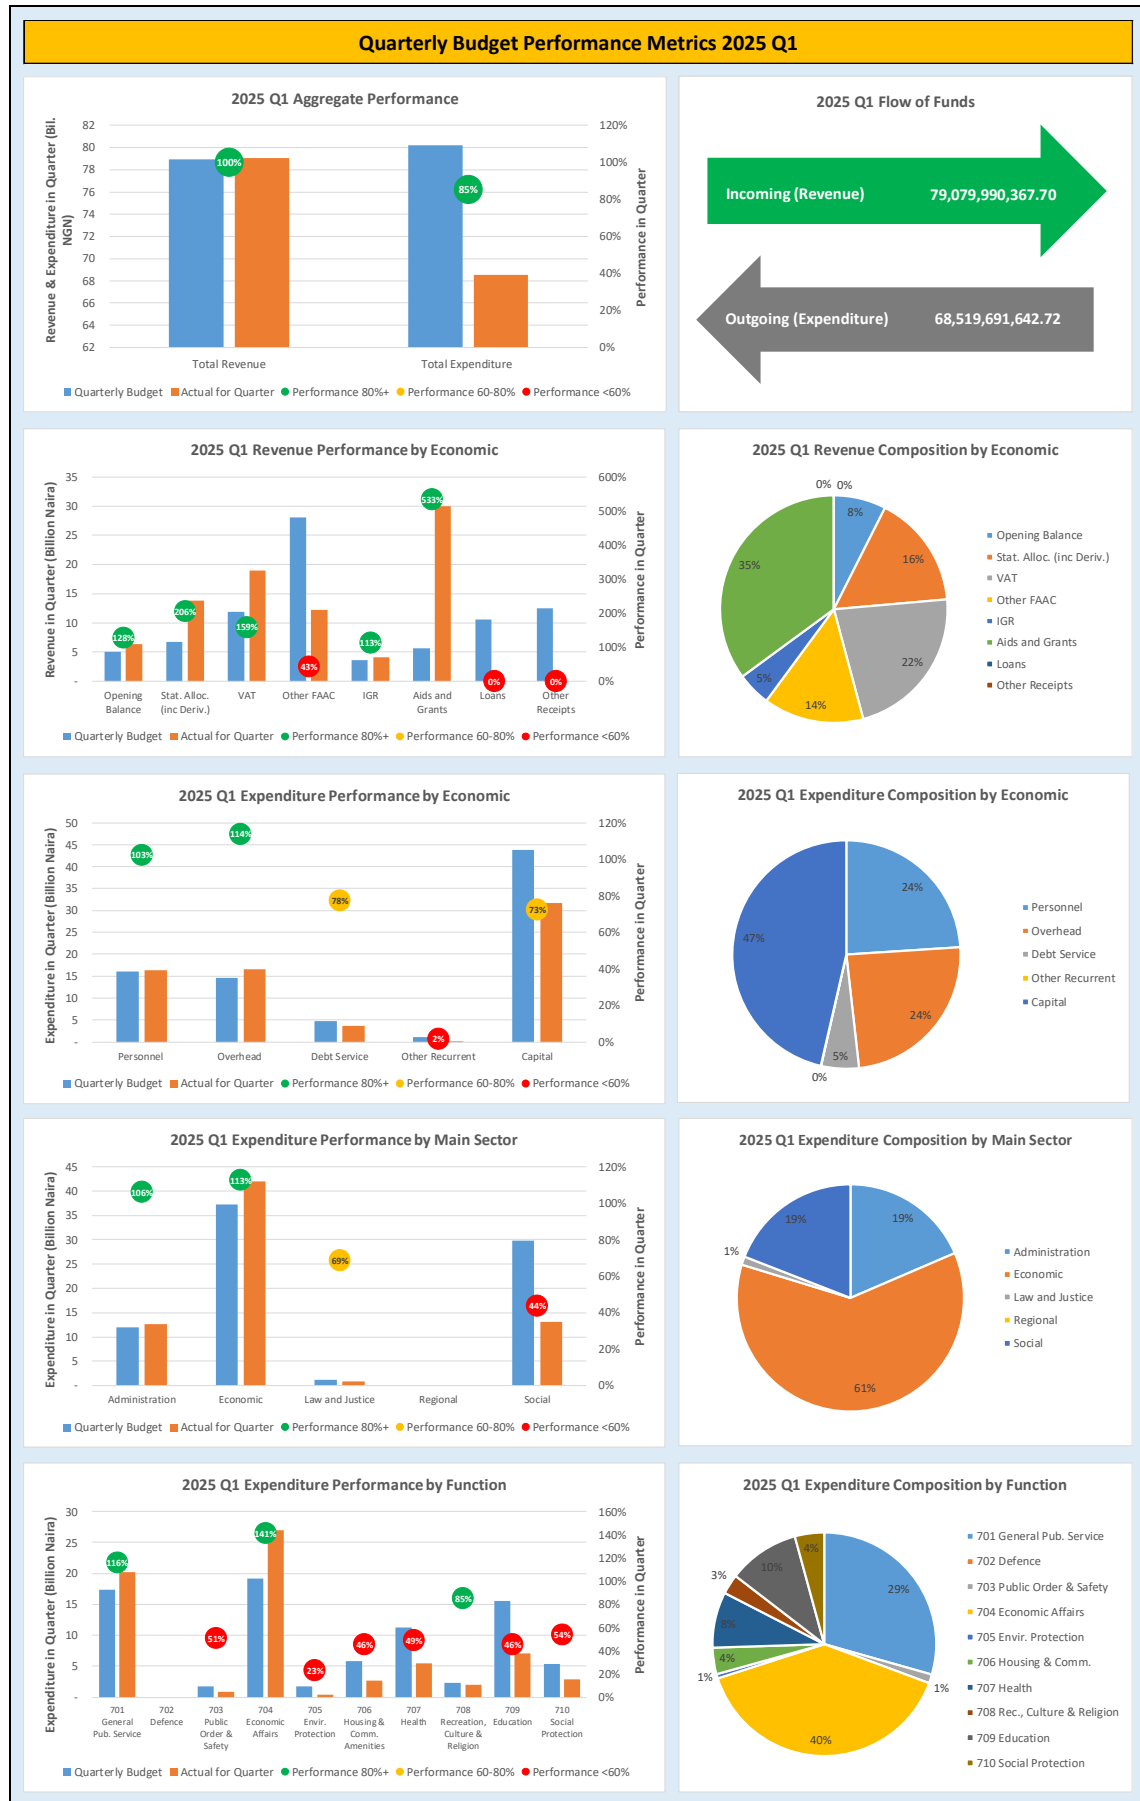 Quarterly Budget Performance Metrics 2025 Q1
2025 Q1 Aggregate Performance
Revenue & Expenditure in Quarter (Bil.
NGN)
82
80
78
76
74
72
70
68
66
64
62
120%
100%
80%
60%
40%
20%
0%
Performance in Quarter
100%
85%
Total Revenue
Total Expenditure
Quarterly Budget
Actual for Quarter
Performance 80%+
Performance 60-80%
Performance <60%
2025 Q1 Flow of Funds
Incoming (Revenue) 79,079,990,367.70
Outgoing (Expenditure) 68,519,691,642.72
2025 Q1 Revenue Performance by Economic
Revenue in Quarter (Billion Naira)
35
30
25
20
15
10
5
-
600%
500%
400%
300%
200%
100%
0%
Performance in Quarter
128%
206%
159%
43%
113%
533%
0%
0%
Opening
Balance
Stat. Alloc.
(inc Deriv.)
VAT
Other FAAC
IGR
Aids and
Grants
Loans
Other
Receipts
Quarterly Budget
Actual for Quarter
Performance 80%+
Performance 60-80%
Performance <60%
2025 Q1 Revenue Composition by Economic
0% 0%
8%
16%
22%
14%
5%
35%
Opening Balance
Stat. Alloc. (inc Deriv.)
VAT
Other FAAC
IGR
Aids and Grants
Loans
Other Receipts
2025 Q1 Expenditure Performance by Economic
Expenditure in Quarter (Billion Naira)
50
45
40
35
30
25
20
15
10
5
-
120%
100%
80%
60%
40%
20%
0%
Performance in Quarter
103%
114%
78%
2%
73%
Personnel
Overhead
Debt Service
Other Recurrent
Capital
Quarterly Budget
Actual for Quarter
Performance 80%+
Performance 60-80%
Performance <60%
2025 Q1 Expenditure Composition by Economic
24%
24%
5%
0%
47%
Personnel
Overhead
Debt Service
Other Recurrent
Capital
2025 Q1 Expenditure Performance by Main Sector
Expenditure in Quarter (Billion Naira)
45
40
35
30
25
20
15
10
5
-
120%
100%
80%
60%
40%
20%
0%
Performance in Quarter
106%
113%
69%
44%
Administration
Economic
Law and Justice
Regional
Social
Quarterly Budget
Actual for Quarter
Performance 80%+
Performance 60-80%
Performance <60%
2025 Q1 Expenditure Composition by Main Sector
19%
61%
1%
19%
Administration
Economic
Law and Justice
Regional
Social
2025 Q1 Expenditure Performance by Function
Expenditure in Quarter (Billion Naira)
30
25
20
15
10
5
-
160%
140%
120%
100%
80%
60%
40%
20%
0%
Performance in Quarter
116%
51%
141%
23%
46%
49%
85%
46%
54%
701
General
Pub. Service
702
Defence
703
Public
Order &
Safety
704
Economic
Affairs
705
Envir.
Protection
706
Housing &
Comm.
Amenities
707
Health
708
Recreation,
Culture &
Religion
709
Education
710
Social
Protection
Quarterly Budget
Actual for Quarter
Performance 80%+
Performance 60-80%
Performance <60%
2025 Q1 Expenditure Composition by Function
29%
1%
40%
1%
4%
8%
3%
10%
4%
701 General Pub. Service
702 Defence
703 Public Order & Safety
704 Economic Affairs
705 Envir. Protection
706 Housing & Comm.
707 Health
708 Rec., Culture & Religion
709 Education
710 Social Protection